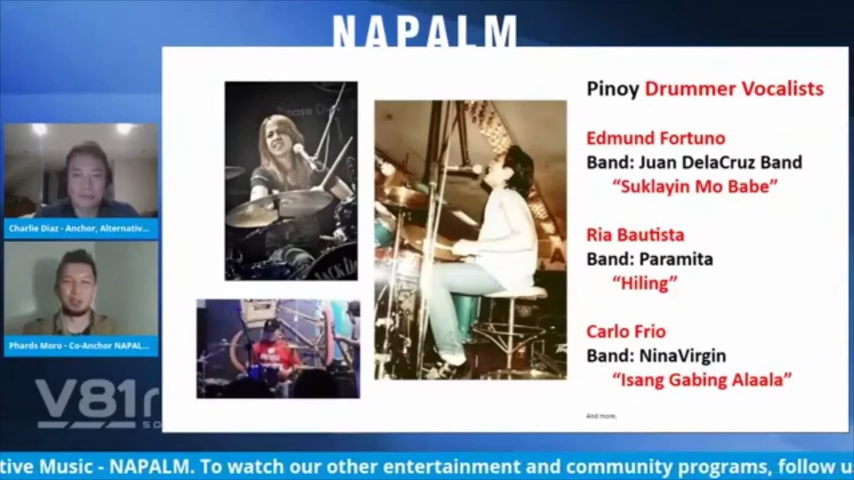 NAPALM
Pinoy Drummer Vocalists
Edmund Fortuno
Band: Juan DelaCruz Band
“Suklayin Mo Babe”
Ria Bautista
Band: Paramita
“Hiling”
Carlo Frio
Band: NinaVirgin
“Isang Gabing Alaala”
And more.
Charlie Diaz - Anchor, Alternativ...
Phards Moro - Co-Anchor NAPAL...
V81
tive Music - NAPALM. To watch our other entertainment and community programs, follow u